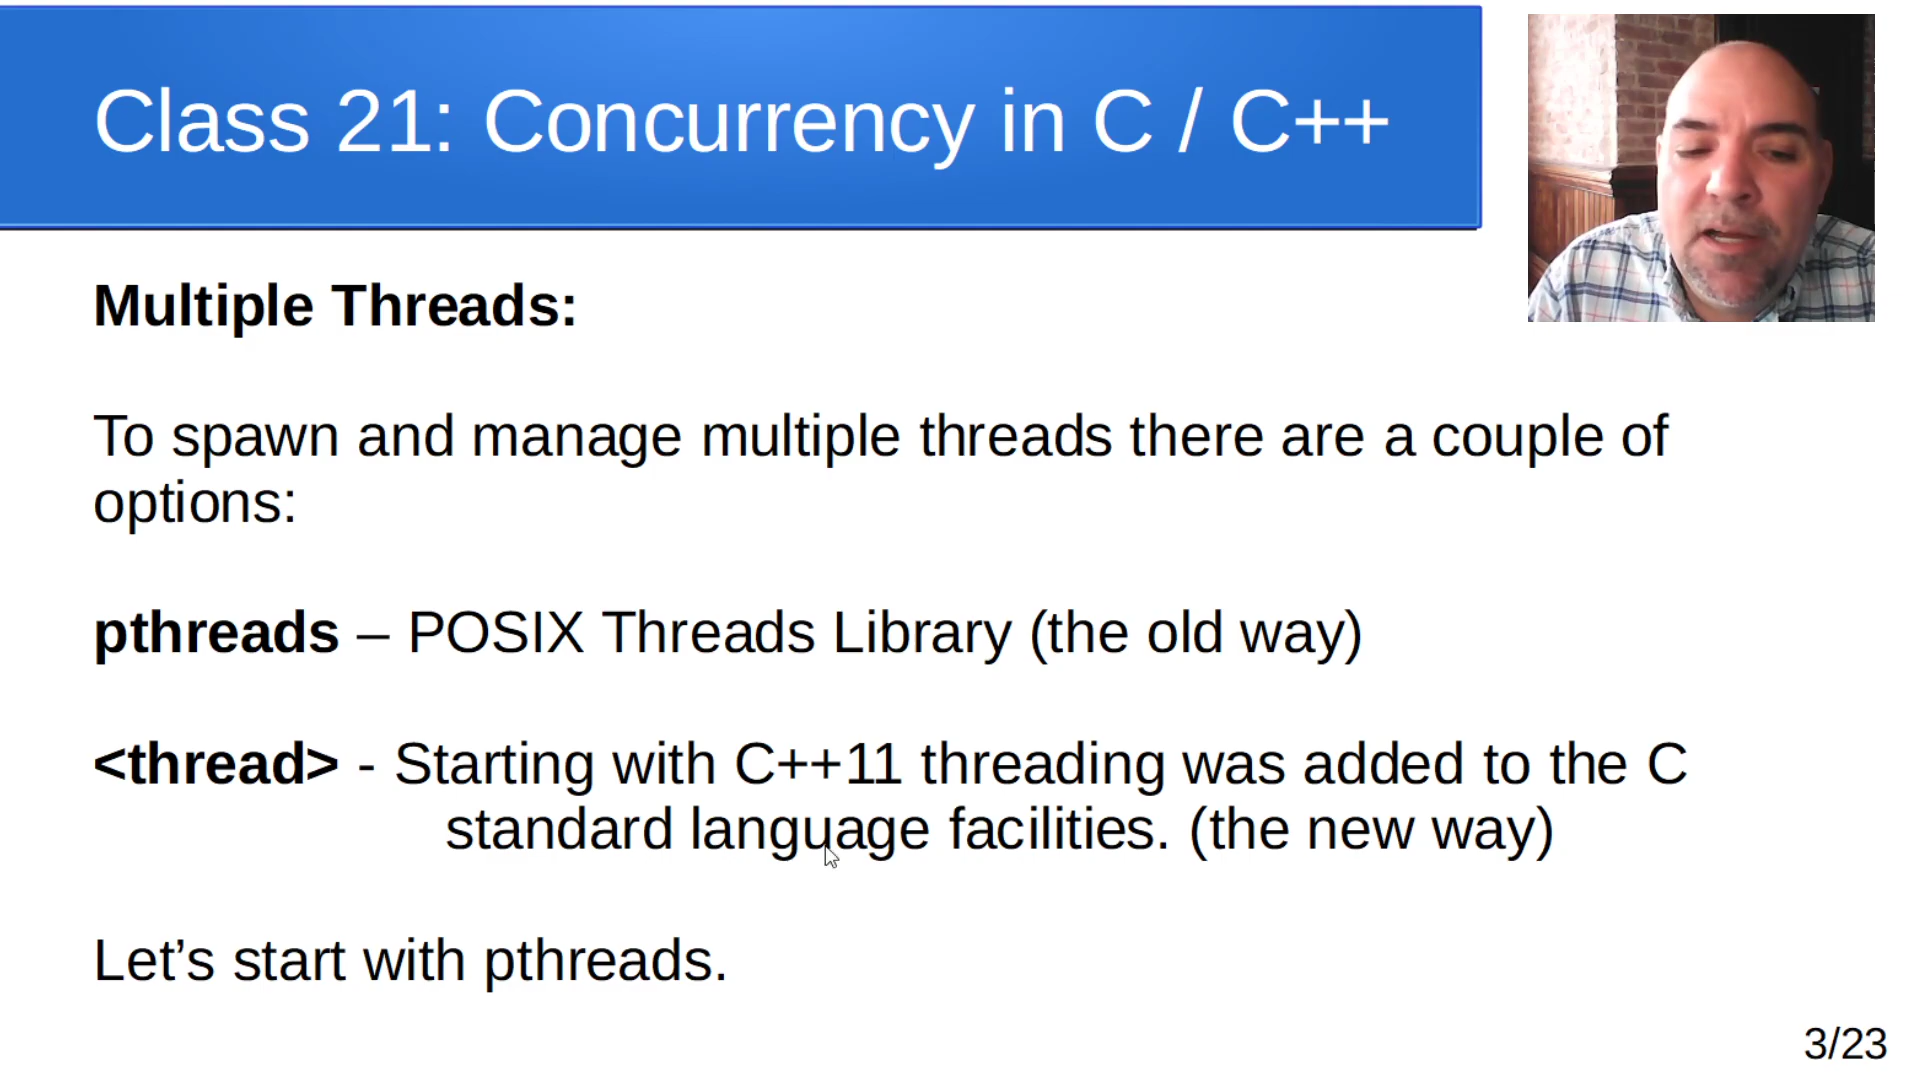 Class 21: Concurrency in C / C++
Multiple Threads:
To spawn and manage multiple threads there are a couple of
options:
pthreads – POSIX Threads Library (the old way)
<thread> - Starting with C++11 threading was added to the C
standard language facilities. (the new way)
Let’s start with pthreads.
3/23